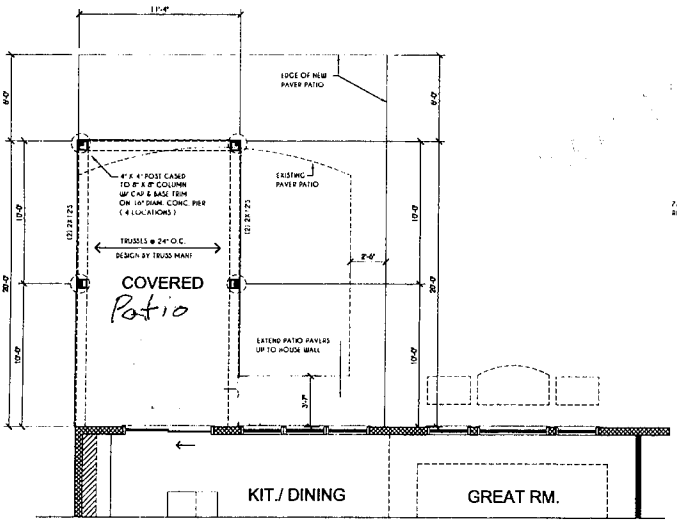 11'-4"
EDGE OF NEW
PAVER PATIO
6'-0"
6'-0"
4" X 4" POST CASED
TO 8" X 8" COLUMN
W/ CAP & BASE TRIM
ON 16" DIAM. CONC. PIER
( 4 LOCATIONS )
EXISTING
PAVER PATIO
10'-0"
(2) 2X12'S
(2) 2X12'S
10'-0"
TRUSSES @ 24" O.C.
DESIGN BY TRUSS MANF
2'-6"
20'-0"
COVERED
Patio
20'-0"
10'-0"
EXTEND PATIO PAVERS
UP TO HOUSE WALL
10'-0"
3'-7"
KIT./ DINING
GREAT RM.